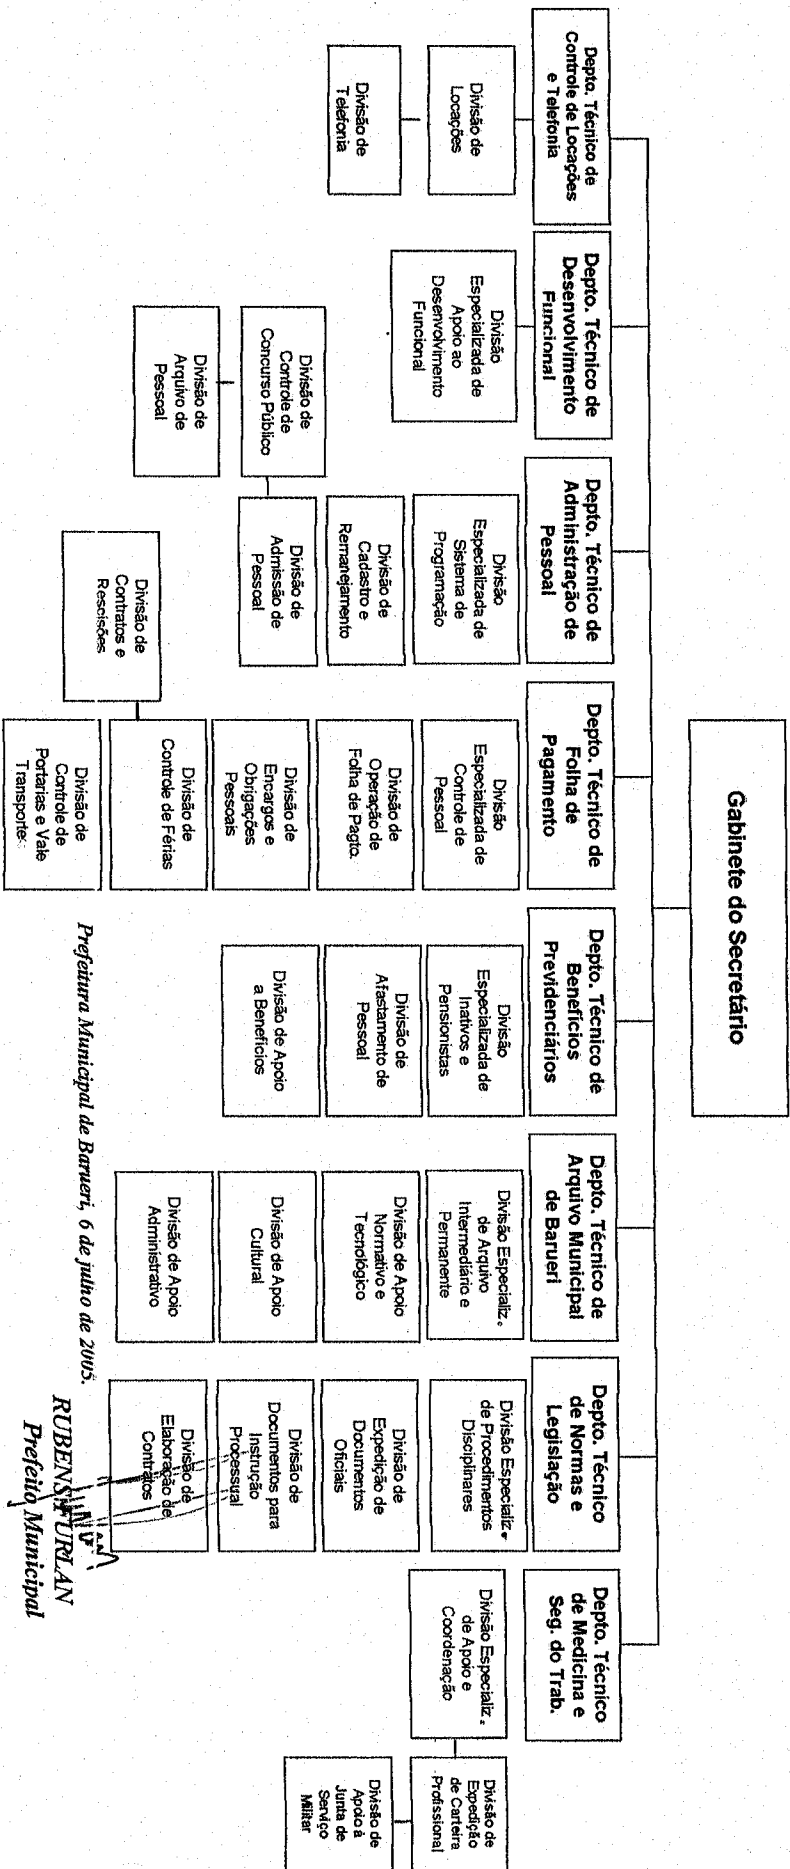 Gabinete do Secretário
Depto. Técnico de
Controle de Locações
e Telefonia
Divisão de
Locações
Divisão de
Telefonia
Depto. Técnico de
Desenvolvimento
Funcional
Divisão
Especializada de
Apoio ao
Desenvolvimento
Funcional
Depto. Técnico de
Administração de
Pessoal
Divisão
Especializada de
Sistema de
Programação
Divisão de
Cadastro e
Remanejamento
Divisão de
Admissão de
Pessoal
Divisão de
Controle de
Concurso Público
Divisão de
Arquivo de
Pessoal
Depto. Técnico de
Folha de
Pagamento
Divisão
Especializada de
Controle de
Pessoal
Divisão de
Operação de
Folha de Pagto.
Divisão de
Encargos e
Obrigações
Pessoais
Divisão de
Controle de Férias
Divisão de
Contratos e
Rescisões
Divisão de
Controle de
Portarias e Vale
Transporte
Depto. Técnico de
Benefícios
Previdenciários
Divisão
Especializada de
Inativos e
Pensionistas
Divisão de
Afastamento de
Pessoal
Divisão de Apoio
a Benefícios
Depto. Técnico de
Arquivo Municipal
de Barueri
Divisão Especializ.
de Arquivo
Intermediário e
Permanente
Divisão de Apoio
Normativo e
Tecnológico
Divisão de Apoio
Cultural
Divisão de Apoio
Administrativo
Depto. Técnico
de Normas e
Legislação
Divisão Especializ.
de Procedimentos
Disciplinares
Divisão de
Expedição de
Documentos
Oficiais
Divisão de
Documentos para
Instrução
Processual
Divisão de
Elaboração de
Contratos
Depto. Técnico
de Medicina e
Seg. do Trab.
Divisão Especializ.
de Apoio e
Coordenação
Divisão de
Expedição
de Carteira
Profissional
Divisão de
Apoio à
Junta de
Serviço
Militar
Prefeitura Municipal de Barueri, 6 de julho de 2005.
RUBENS FURLAN
Prefeito Municipal